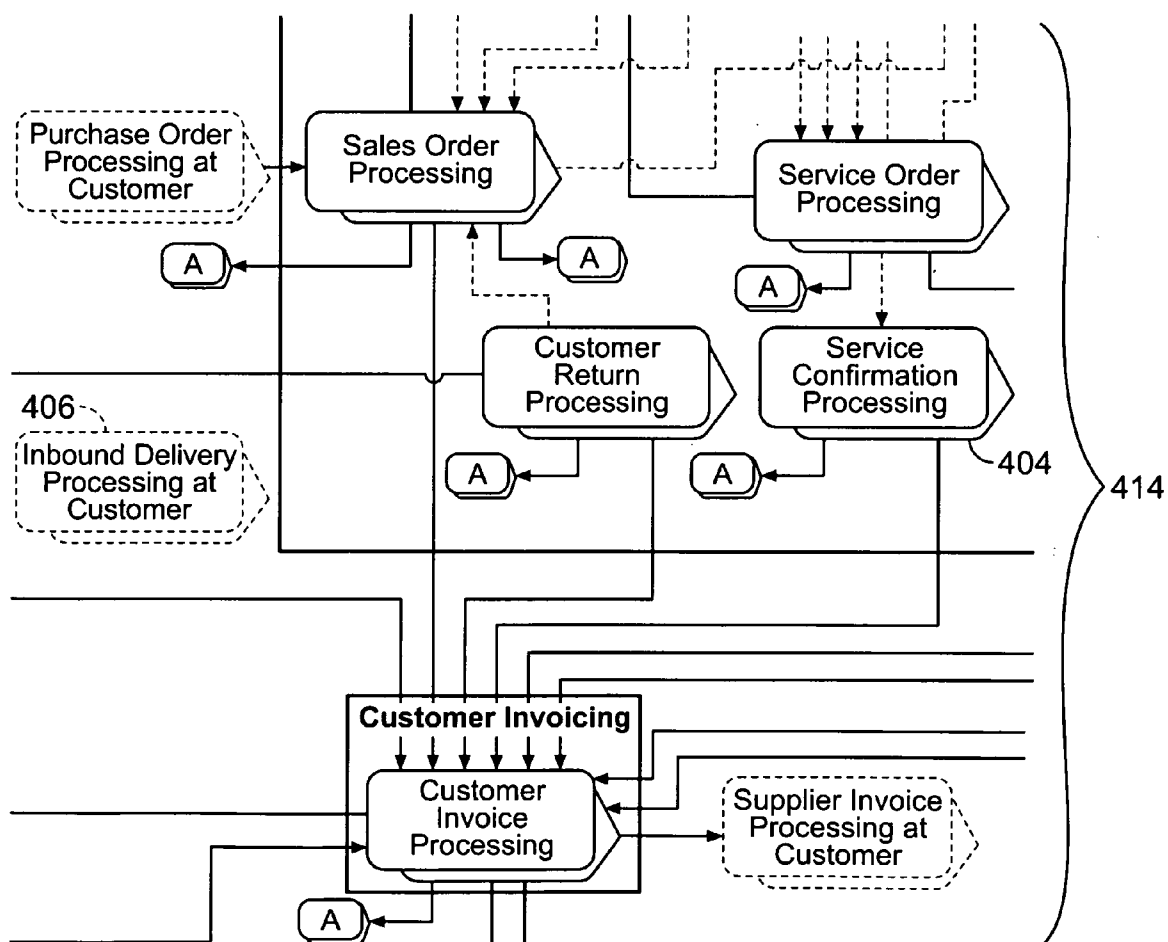 Purchase Order
Processing at
Customer
Sales Order
Processing
Service Order
Processing
A
A
A
Customer
Return
Processing
Service
Confirmation
Processing
406
Inbound Delivery
Processing at
Customer
A
A
404
414
Customer Invoicing
Customer
Invoice
Processing
Supplier Invoice
Processing at
Customer
A